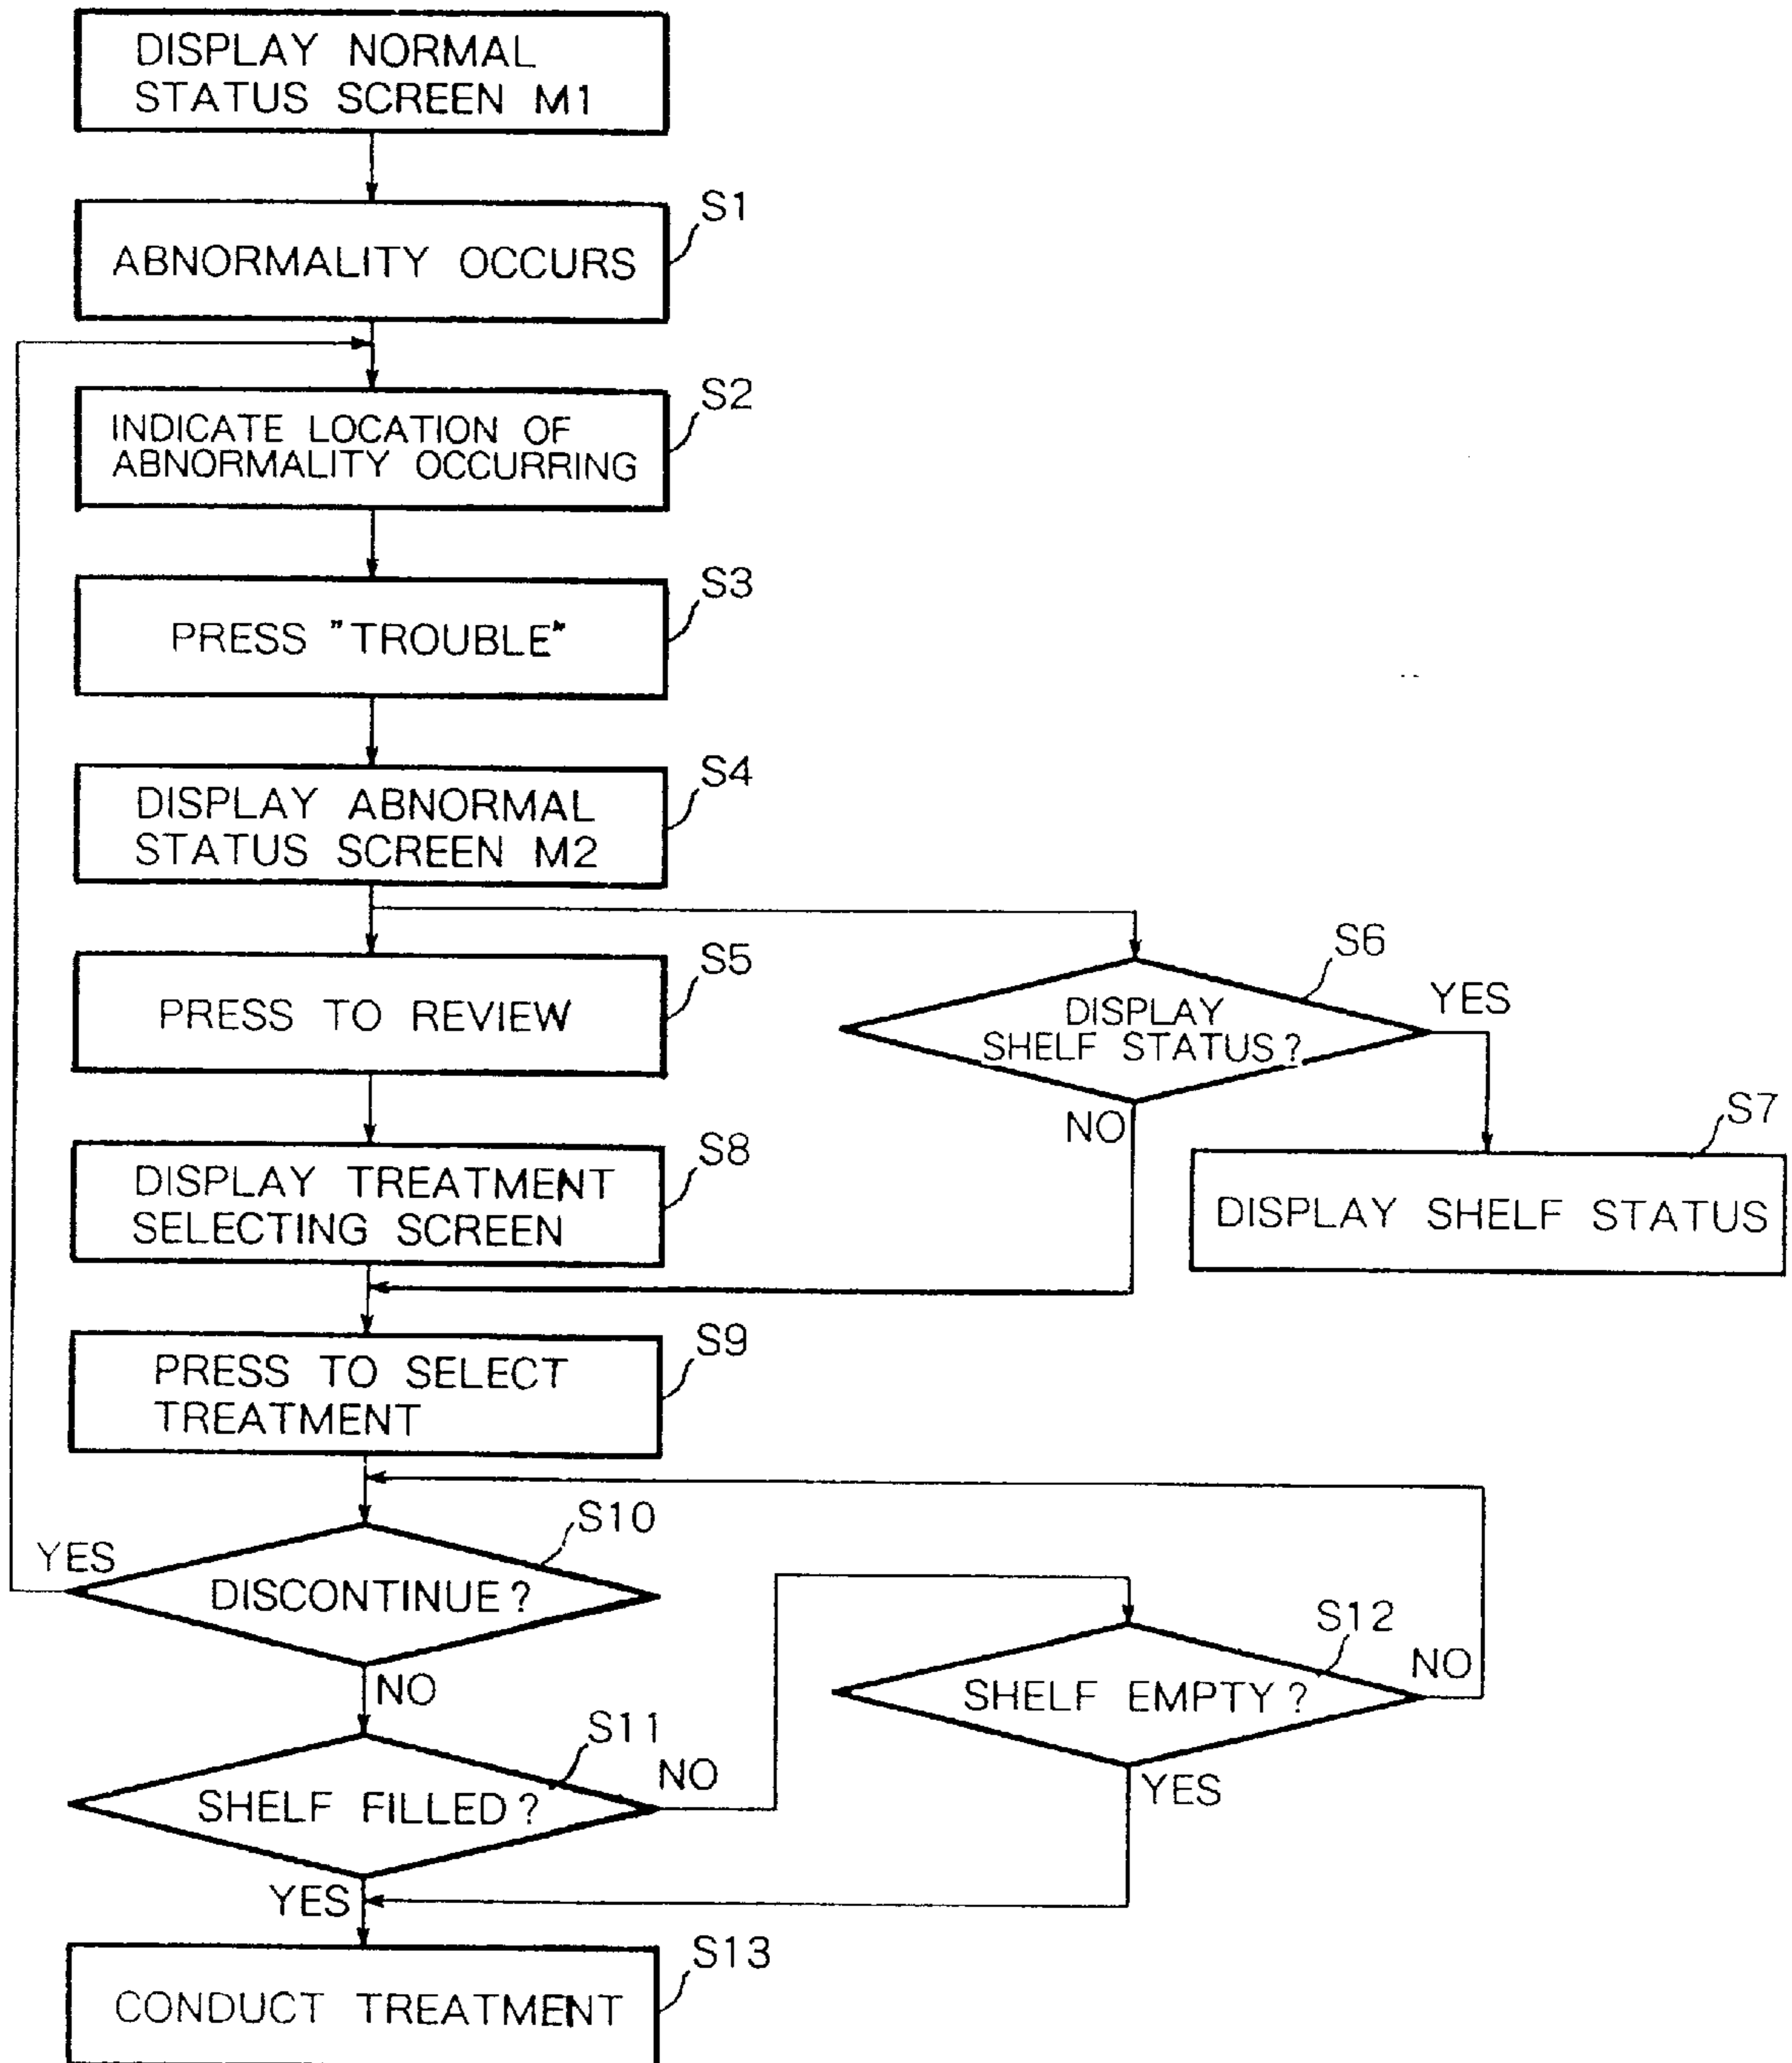 DISPLAY NORMAL
STATUS SCREEN M1
S1
ABNORMALITY OCCURS
S2
INDICATE LOCATION OF
ABNORMALITY OCCURRING
S3
PRESS "TROUBLE"
S4
DISPLAY ABNORMAL
STATUS SCREEN M2
S5
PRESS TO REVIEW
S6
DISPLAY
SHELF STATUS?
YES
NO
S7
DISPLAY SHELF STATUS
S8
DISPLAY TREATMENT
SELECTING SCREEN
S9
PRESS TO SELECT
TREATMENT
S10
YES
DISCONTINUE?
NO
S11
SHELF FILLED?
NO
YES
S12
SHELF EMPTY?
NO
YES
S13
CONDUCT TREATMENT